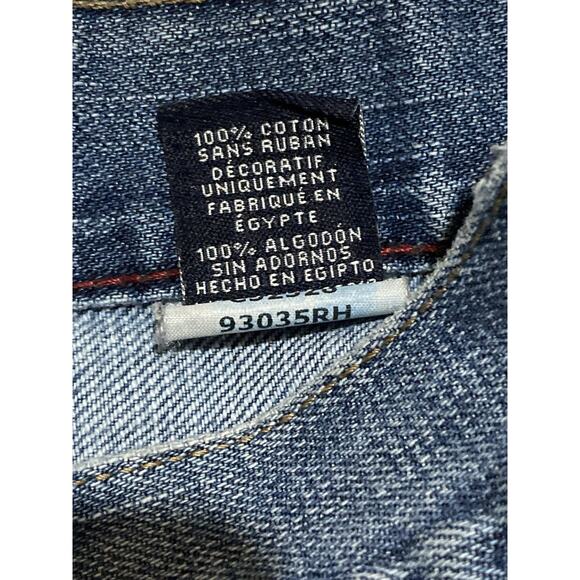 100% COTON
SANS RUBAN
DÉCORATIF
UNIQUEMENT
FABRIQUÉ EN
ÉGYPTE
100% ALGODÓN
SIN ADORNOS
HECHO EN EGIPTO
93035RH